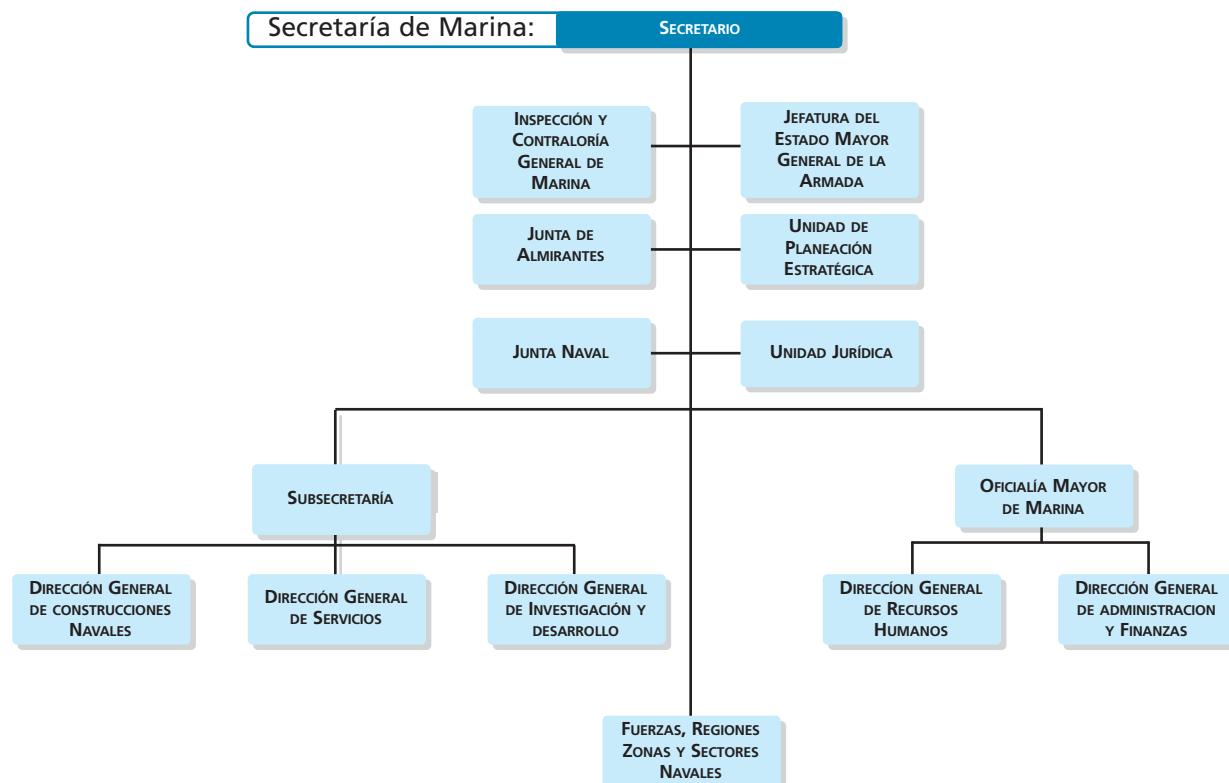 Secretaría de Marina:
SECRETARIO
INSPECCIÓN Y
CONTRALORÍA
GENERAL DE
MARINA
JEFATURA DEL
ESTADO MAYOR
GENERAL DE LA
ARMADA
JUNTA DE
ALMIRANTES
UNIDAD DE
PLANEACIÓN
ESTRATÉGICA
JUNTA NAVAL
UNIDAD JURÍDICA
SUBSECRETARÍA
OFICIALÍA MAYOR
DE MARINA
DIRECCIÓN GENERAL
DE CONSTRUCCIONES
NAVALES
DIRECCIÓN GENERAL
DE SERVICIOS
DIRECCIÓN GENERAL
DE INVESTIGACIÓN Y
DESARROLLO
DIRECCÍON GENERAL
DE RECURSOS
HUMANOS
DIRECCIÓN GENERAL
DE ADMINISTRACION
Y FINANZAS
FUERZAS, REGIONES
ZONAS Y SECTORES
NAVALES